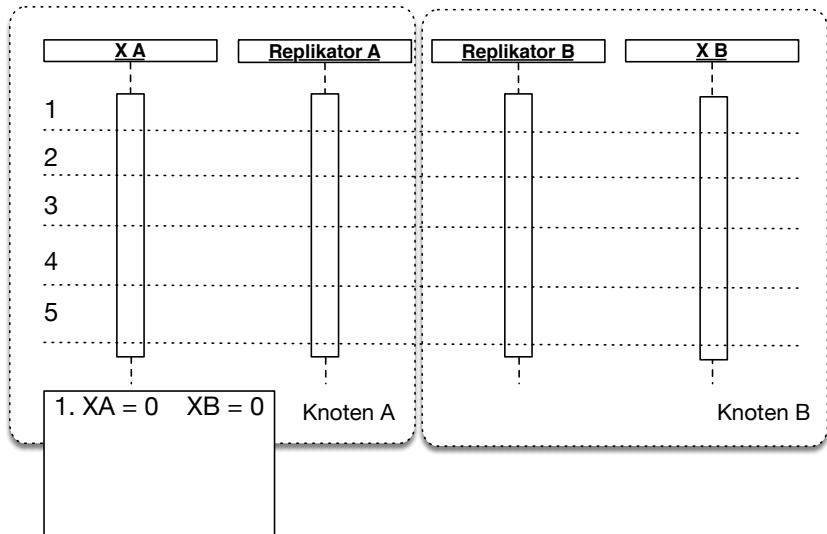 X A
Replikator A
Replikator B
X B
1
2
3
4
5
1. XA = 0 XB = 0
Knoten A
Knoten B